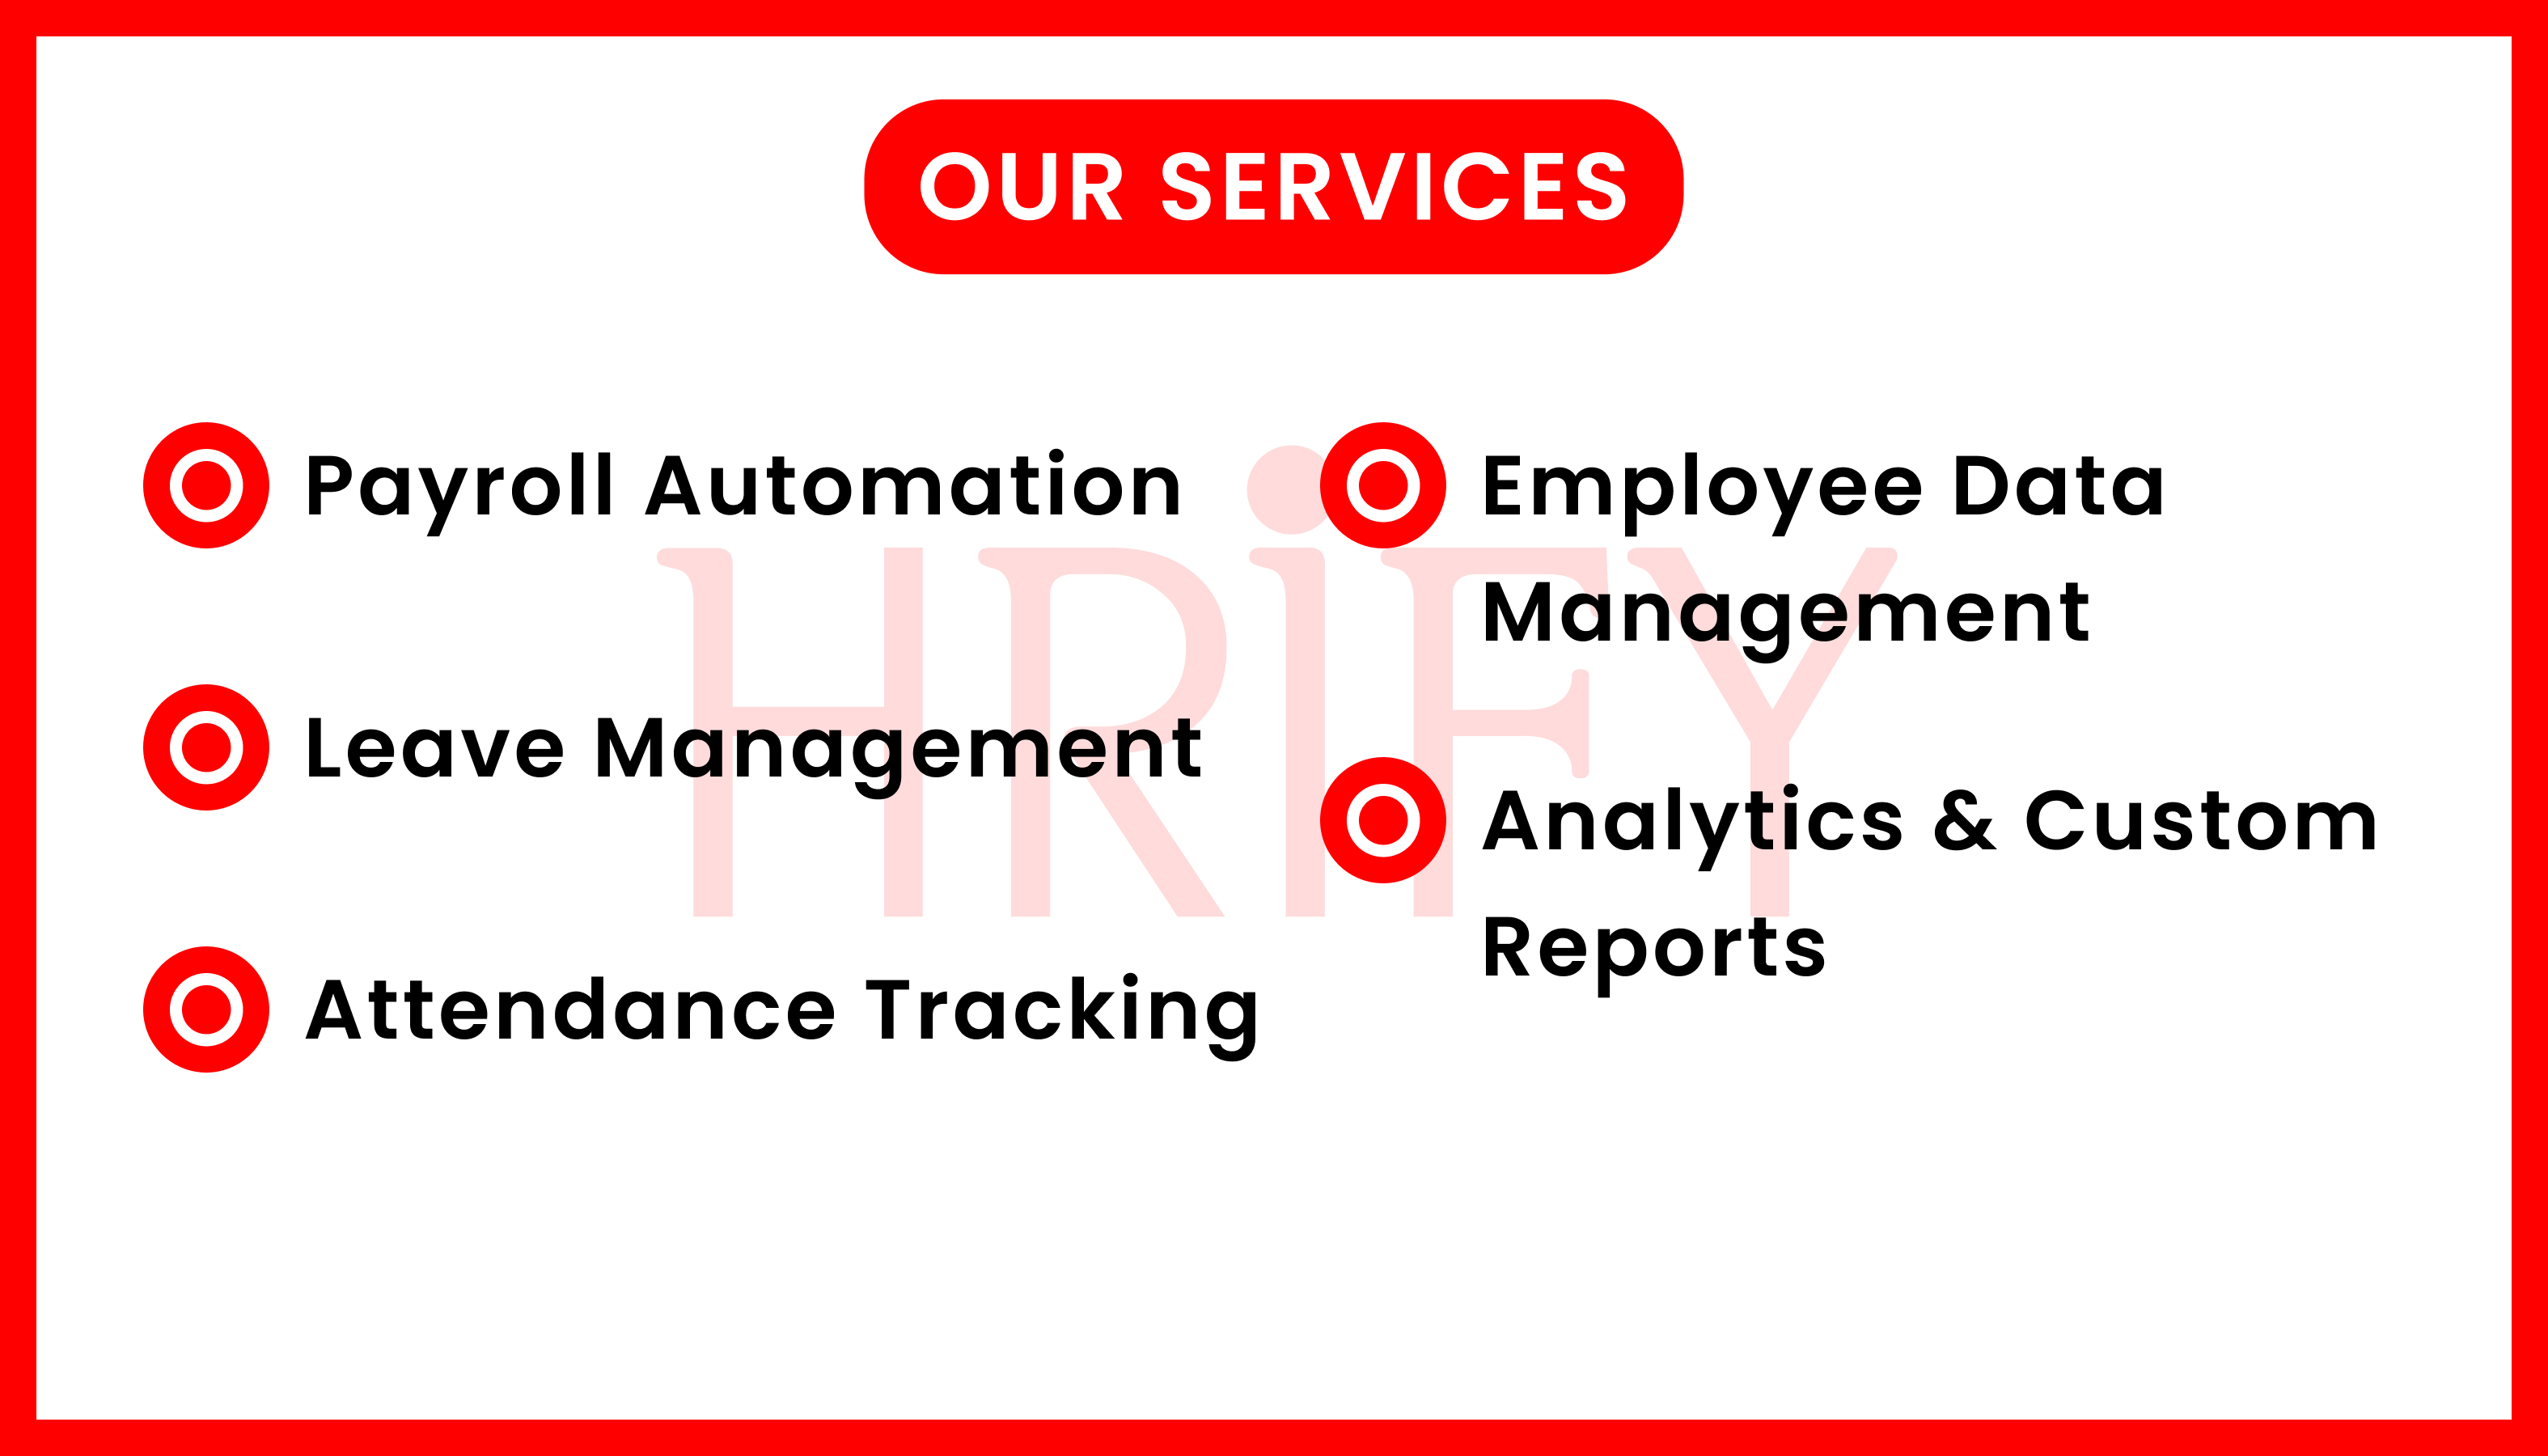 OUR SERVICES
Payroll Automation
Leave Management
Attendance Tracking
Employee Data
Management
Analytics & Custom
Reports
HRiFY